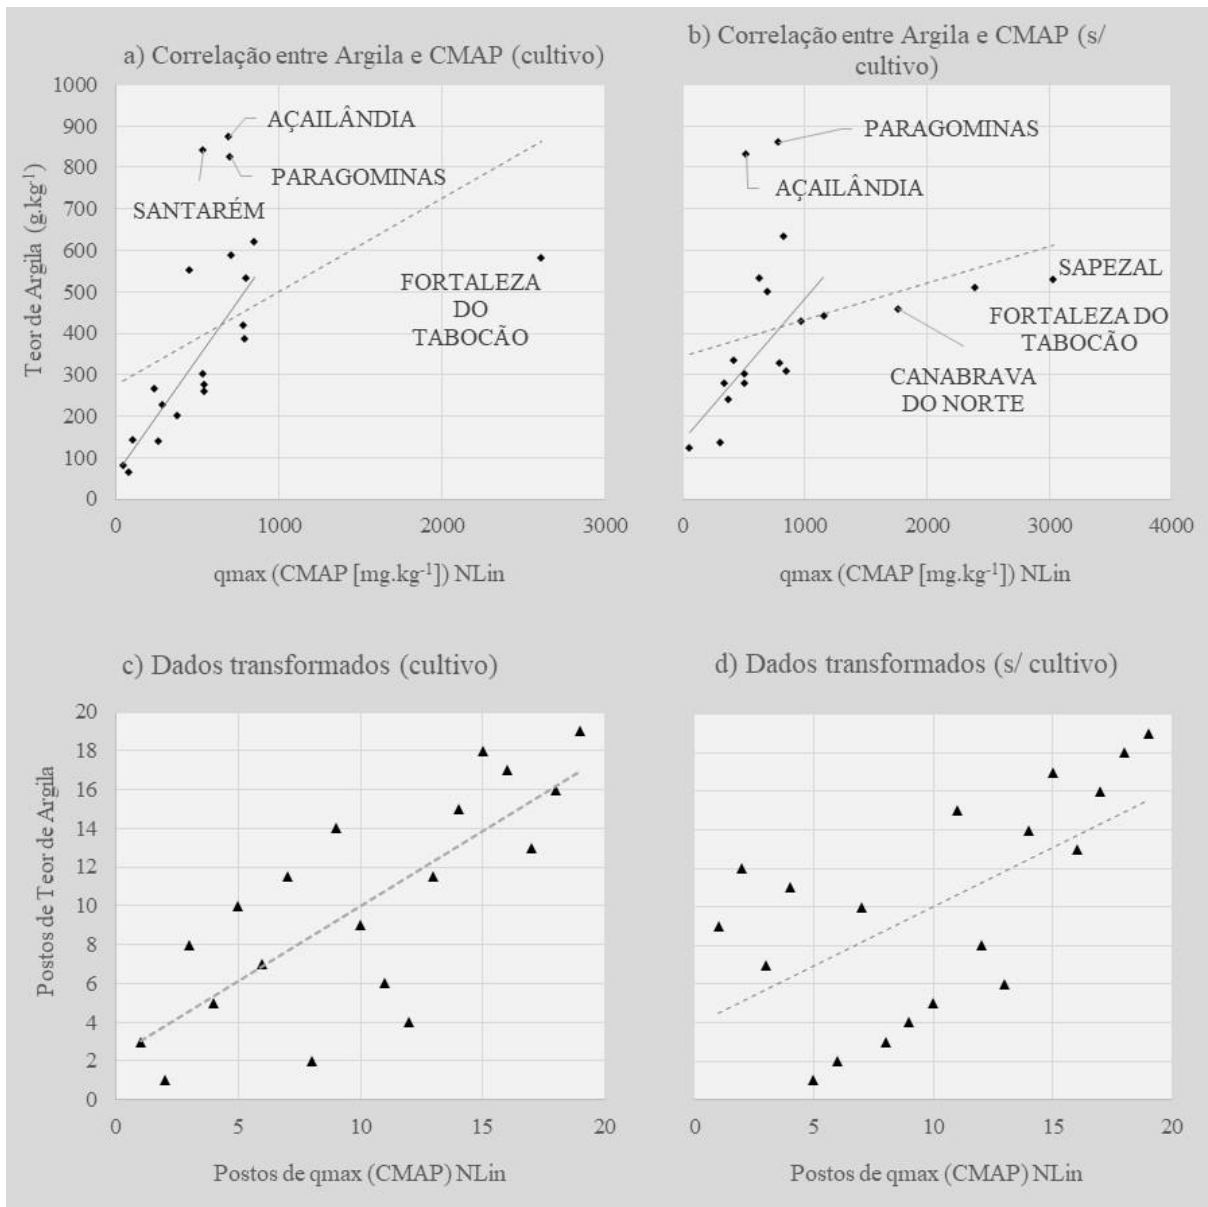 a) Correlação entre Argila e CMAP (cultivo)
1000
900
800
700
600
500
400
300
200
100
0
Teor de Argila (g.kg-1)
AÇAILÂNDIA
PARAGOMINAS
SANTARÉM
FORTALEZA
DO
TABOCÃO
0 1000 2000 3000
qmax (CMAP [mg.kg-1]) NLin
b) Correlação entre Argila e CMAP (s/
cultivo)
PARAGOMINAS
AÇAILÂNDIA
SAPEZAL
FORTALEZA DO
TABOCÃO
CANABRAVA
DO NORTE
0 1000 2000 3000 4000
qmax (CMAP [mg.kg-1]) NLin
c) Dados transformados (cultivo)
20
18
16
14
12
10
8
6
4
2
0
Postos de Teor de Argila
0 5 10 15 20
Postos de qmax (CMAP) NLin
d) Dados transformados (s/ cultivo)
0 5 10 15 20
Postos de qmax (CMAP) NLin